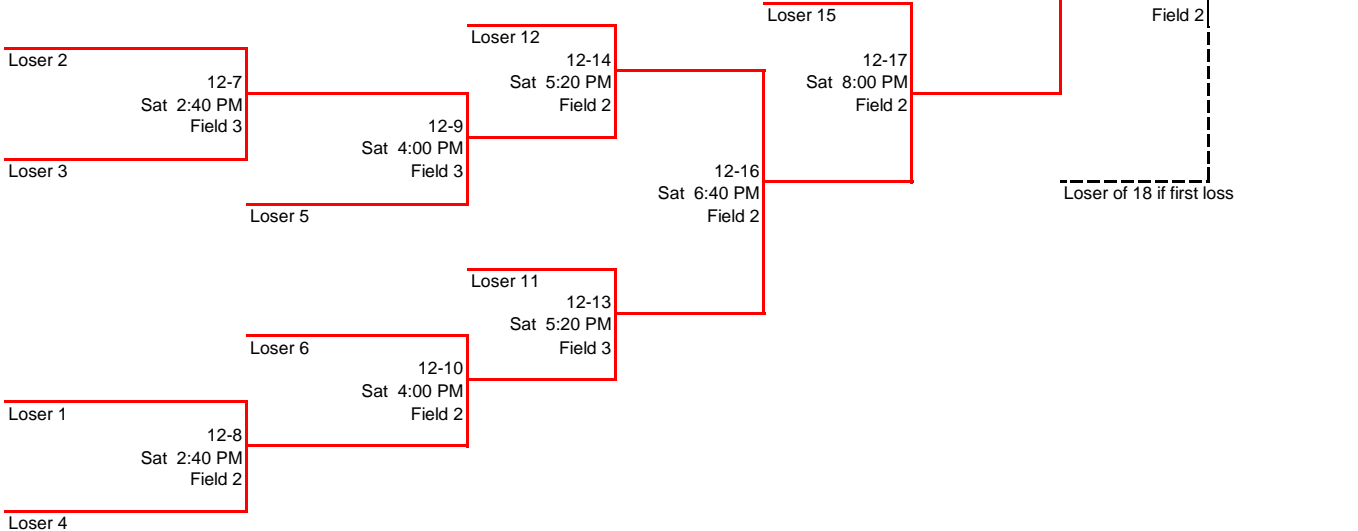 Loser 15
Field 2
Loser 12
Loser 2
12-14
12-17
12-7
Sat 5:20 PM
Sat 8:00 PM
Sat 2:40 PM
Field 2
Field 2
Field 3
12-9
Sat 4:00 PM
Loser 3
Field 3
12-16
Sat 6:40 PM
Loser of 18 if first loss
Loser 5
Field 2
Loser 11
12-13
Sat 5:20 PM
Loser 6
Field 3
12-10
Sat 4:00 PM
Loser 1
Field 2
12-8
Sat 2:40 PM
Field 2
Loser 4